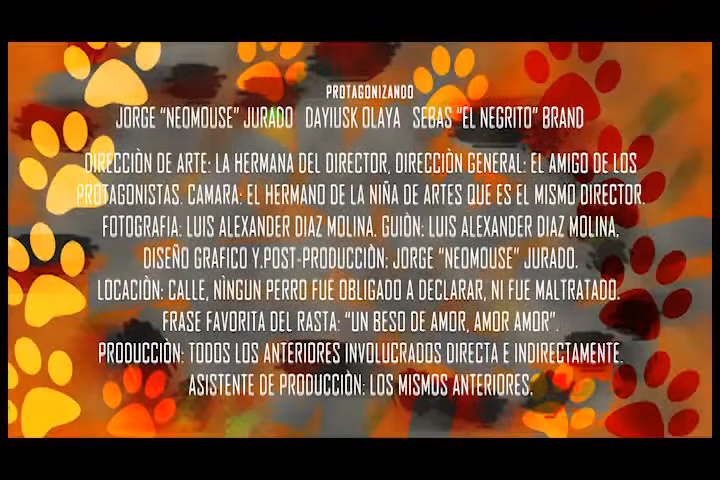 PROTAGONIZANDO
JORGE "NEOMOUSE" JURADO DAYIUSK OLAYA SEBAS "EL NEGRITO" BRAND
DIRECCIÒN DE ARTE: LA HERMANA DEL DIRECTOR, DIRECCIÒN GENERAL: EL AMIGO DE LOS
PROTAGONISTAS. CAMARA: EL HERMANO DE LA NIÑA DE ARTES QUE ES EL MISMO DIRECTOR.
FOTOGRAFIA: LUIS ALEXANDER DIAZ MOLINA. GUIÒN: LUIS ALEXANDER DIAZ MOLINA.
DISEÑO GRAFICO Y.POST-PRODUCCIÒN: JORGE "NEOMOUSE" JURADO.
LOCACIÒN: CALLE, NÌNGUN PERRO FUE OBLIGADO A DECLARAR, NI FUE MALTRATADO.
FRASE FAVORITA DEL RASTA: "UN BESO DE AMOR, AMOR AMOR".
PRODUCCIÒN: TODOS LOS ANTERIORES INVOLUCRADOS DIRECTA E INDIRECTAMENTE.
ASISTENTE DE PRODUCCIÒN: LOS MISMOS ANTERIORES.